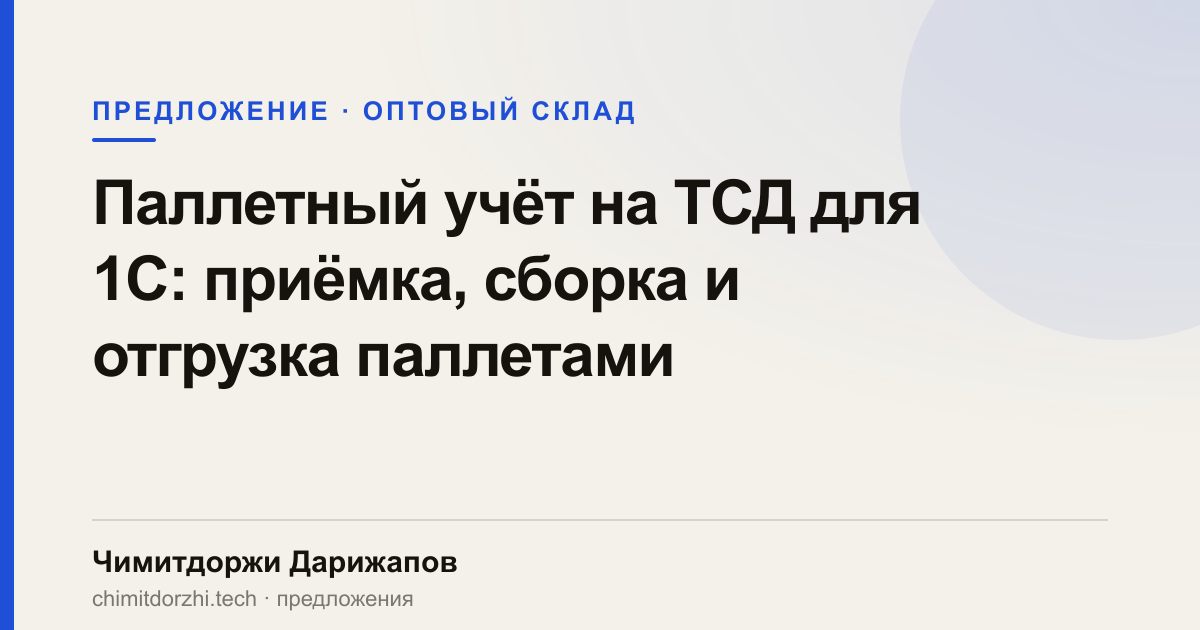 ПРЕДЛОЖЕНИЕ · ОПТОВЫЙ СКЛАД
Паллетный учёт на ТСД для
1С: приёмка, сборка и
отгрузка паллетами
Чимитдоржи Дарижапов
chimitdorzhi.tech · предложения